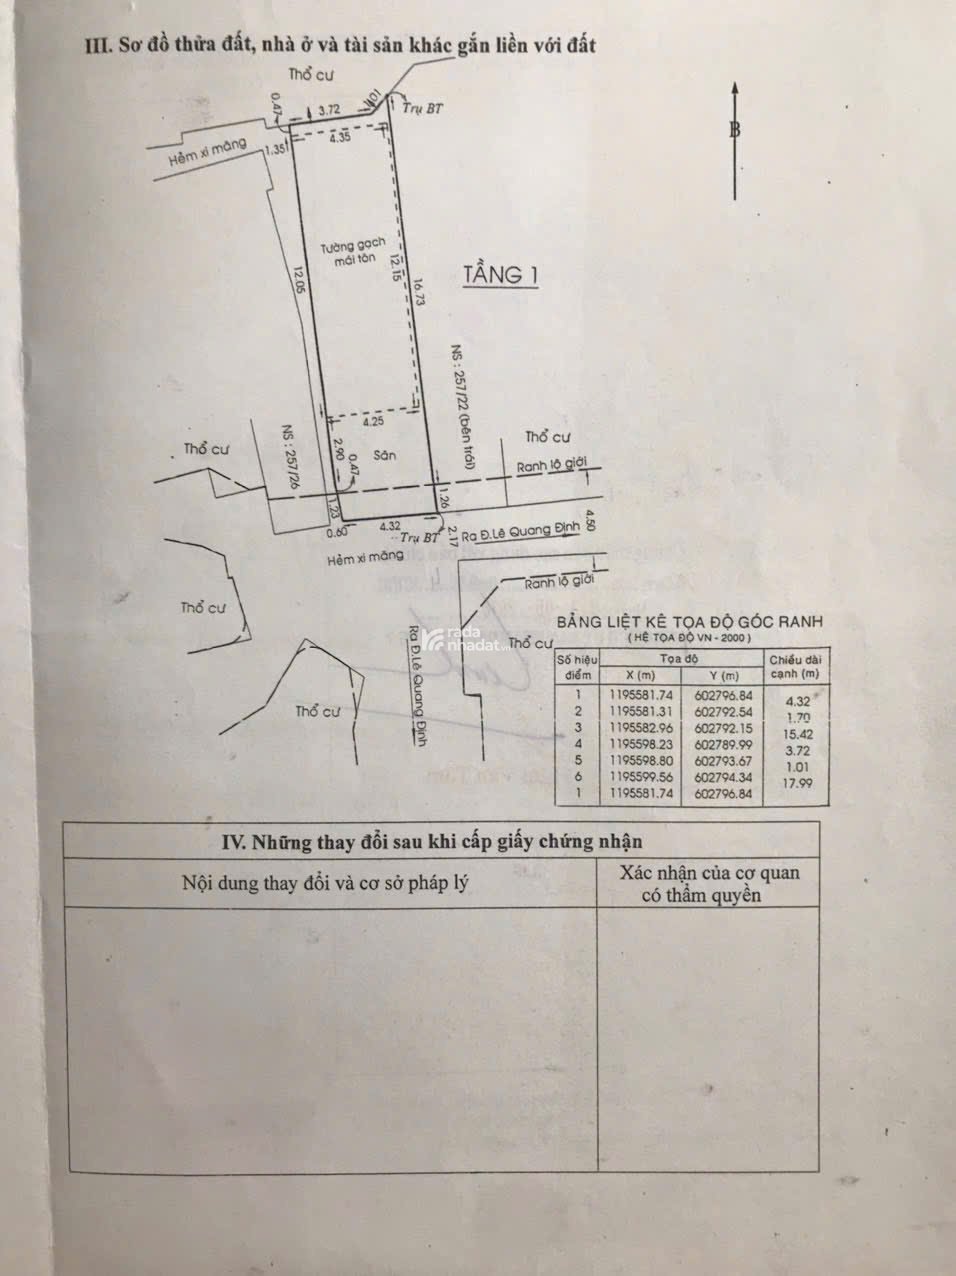 III. Sơ đồ thửa đất, nhà ở và tài sản khác gắn liền với đất
Thổ cư
0.47
3.72
1.01
Trụ BT
B
Hẻm xi măng
1.35
4.35
Tường gạch
mái tôn
12.05
12.15
16.73
TẦNG 1
NS : 257/22 (bên trái)
4.25
NS : 257/26
Thổ cư
2.90
0.47
Sân
Thổ cư
Ranh lộ giới
1.23
1.26
4.50
0.60
4.32
Trụ BT
2.17
Ra Đ.Lê Quang Định
Hẻm xi măng
Ranh lộ giới
Thổ cư
Ra Đ.Lê Quang Định
Thổ cư
Thổ cư
rada
nhadat.vn
BẢNG LIỆT KÊ TỌA ĐỘ GÓC RANH
( HỆ TỌA ĐỘ VN - 2000 )
Số hiệu điểm Tọa độ Chiều dài cạnh (m)
X (m) Y (m)
1 1195581.74 602796.84
4.32
2 1195581.31 602792.54
1.70
3 1195582.96 602792.15
15.42
4 1195598.23 602789.99
3.72
5 1195598.80 602793.67
1.01
6 1195599.56 602794.34
17.99
1 1195581.74 602796.84
IV. Những thay đổi sau khi cấp giấy chứng nhận
Nội dung thay đổi và cơ sở pháp lý
Xác nhận của cơ quan
có thẩm quyền